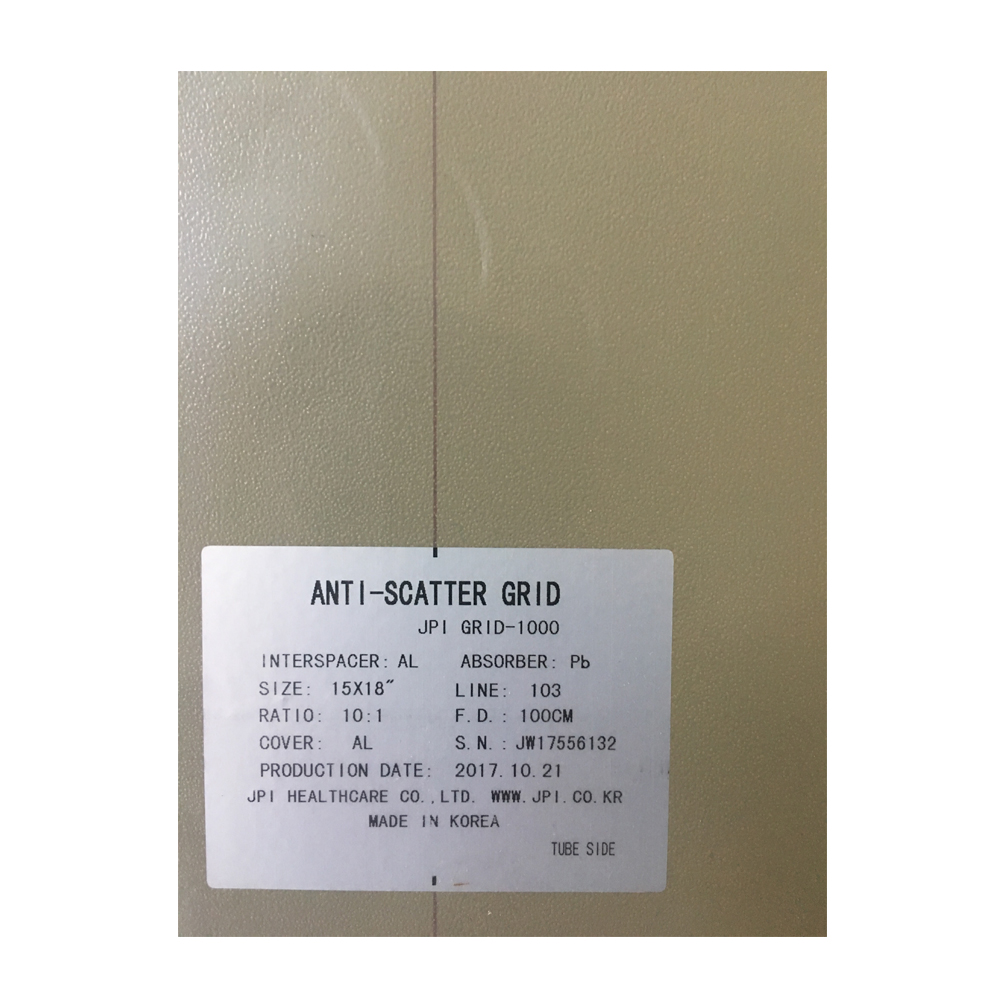 ANTI-SCATTER GRID
JPI GRID-1000
INTERSPACER: AL ABSORBER: Pb
SIZE: 15X18″ LINE: 103
RATIO: 10:1 F.D.: 100CM
COVER: AL S.N.: JW17556132
PRODUCTION DATE: 2017.10.21
JPI HEALTHCARE CO.,LTD. WWW.JPI.CO.KR
MADE IN KOREA
TUBE SIDE